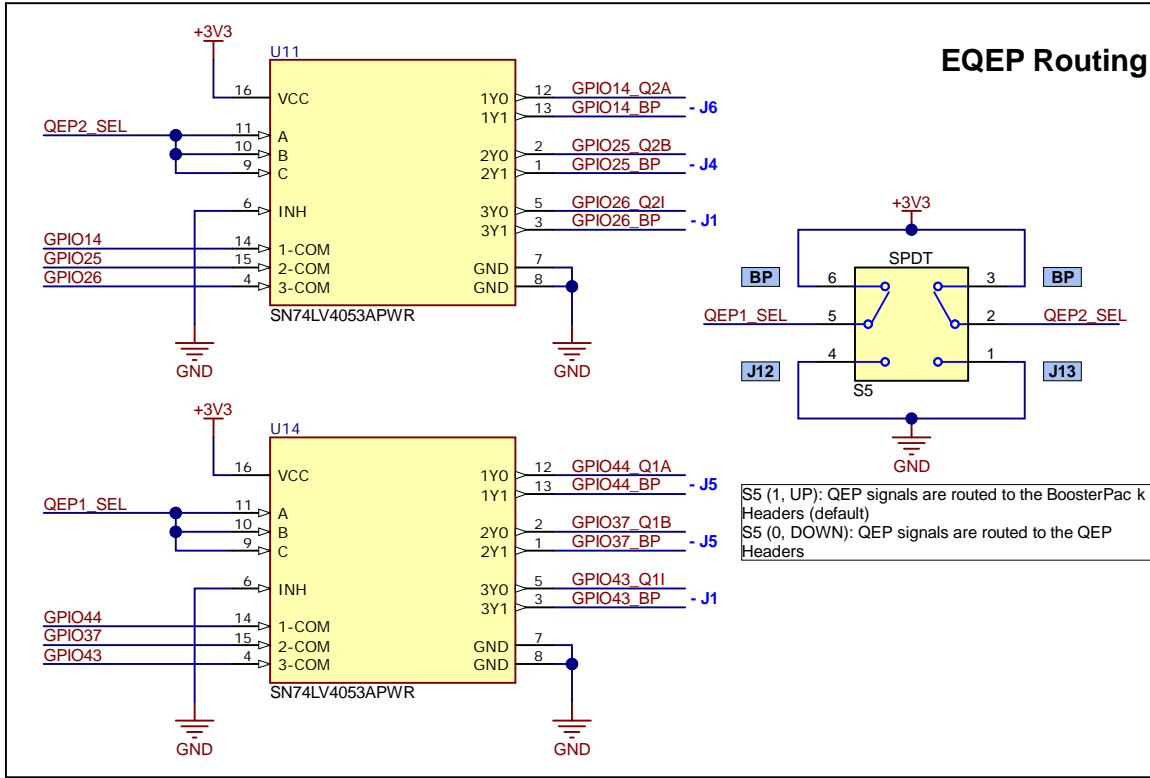 EQEP Routing
+3V3
U11
16 VCC
QEP2_SEL 11 A
10 B
9 C
6 INH
GPIO14 14 1-COM
GPIO25 15 2-COM
GPIO26 4 3-COM
1Y0 12 GPIO14_Q2A
1Y1 13 GPIO14_BP - J6
2Y0 2 GPIO25_Q2B
2Y1 1 GPIO25_BP - J4
3Y0 5 GPIO26_Q2I
3Y1 3 GPIO26_BP - J1
GND 7
GND 8
SN74LV4053APWR
GND
GND
+3V3
SPDT
BP 6 3 BP
QEP1_SEL 5 2 QEP2_SEL
J12 4 1 J13
S5
GND
+3V3
U14
16 VCC
QEP1_SEL 11 A
10 B
9 C
6 INH
GPIO44 14 1-COM
GPIO37 15 2-COM
GPIO43 4 3-COM
1Y0 12 GPIO44_Q1A
1Y1 13 GPIO44_BP - J5
2Y0 2 GPIO37_Q1B
2Y1 1 GPIO37_BP - J5
3Y0 5 GPIO43_Q1I
3Y1 3 GPIO43_BP - J1
GND 7
GND 8
SN74LV4053APWR
GND
GND
S5 (1, UP): QEP signals are routed to the BoosterPac k
Headers (default)
S5 (0, DOWN): QEP signals are routed to the QEP
Headers